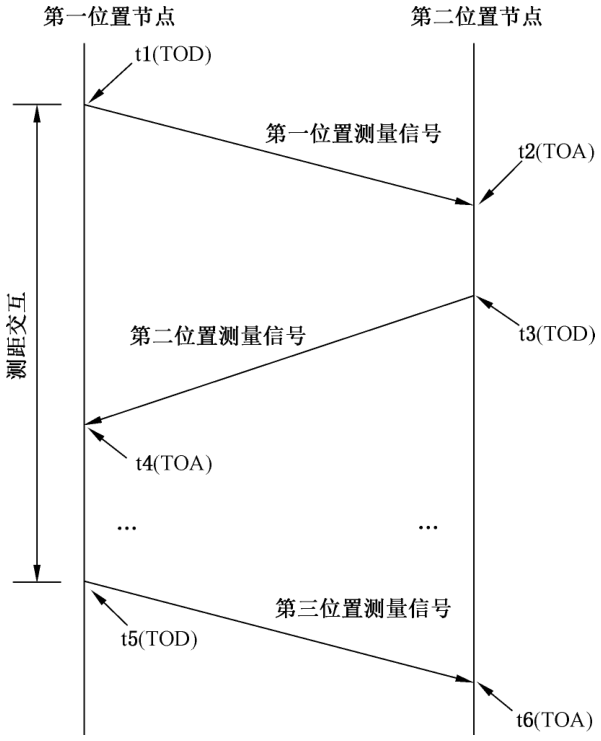 第一位置节点
第二位置节点
t1(TOD)
第一位置测量信号
t2(TOA)
测距交互
第二位置测量信号
t3(TOD)
t4(TOA)
...
...
第三位置测量信号
t5(TOD)
t6(TOA)